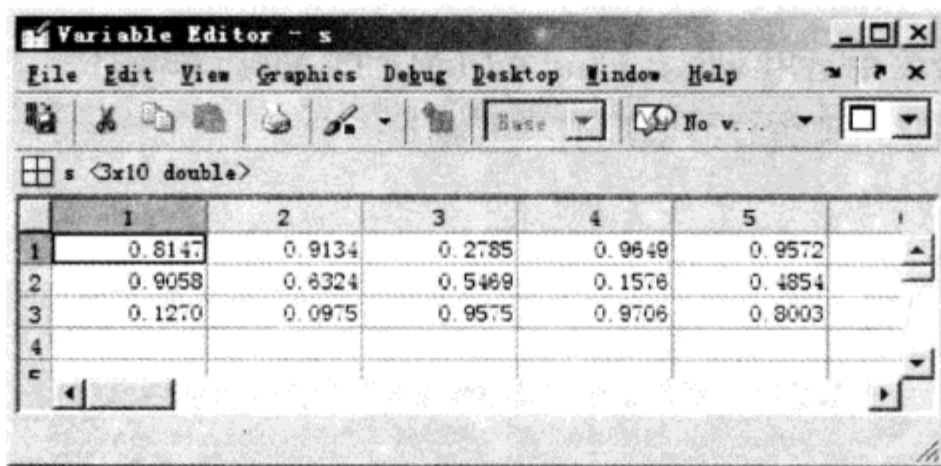 Variable Editor - s
File Edit View Graphics Debug Desktop Window Help
Base No v...
s <3x10 double>
1 2 3 4 5
1 0.8147 0.9134 0.2785 0.9649 0.9572
2 0.9058 0.6324 0.5469 0.1576 0.4854
3 0.1270 0.0975 0.9575 0.9706 0.8003
4